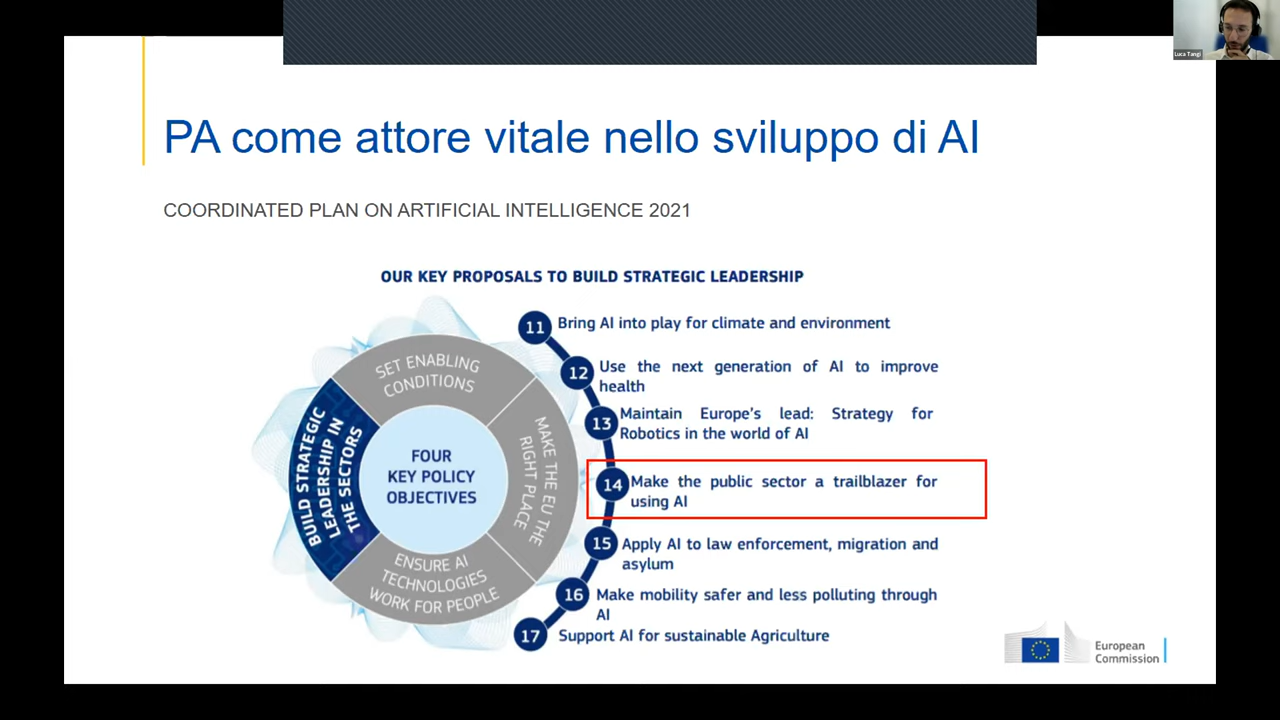 Luca Tangi
PA come attore vitale nello sviluppo di AI
COORDINATED PLAN ON ARTIFICIAL INTELLIGENCE 2021
OUR KEY PROPOSALS TO BUILD STRATEGIC LEADERSHIP
SET ENABLING
CONDITIONS
MAKE THE EU THE
RIGHT PLACE
ENSURE AI
TECHNOLOGIES
WORK FOR PEOPLE
BUILD STRATEGIC
LEADERSHIP IN
THE SECTORS
FOUR
KEY POLICY
OBJECTIVES
11 Bring AI into play for climate and environment
12 Use the next generation of AI to improve
health
13 Maintain Europe's lead: Strategy for
Robotics in the world of AI
14 Make the public sector a trailblazer for
using AI
15 Apply AI to law enforcement, migration and
asylum
16 Make mobility safer and less polluting through
AI
17 Support AI for sustainable Agriculture
European
Commission